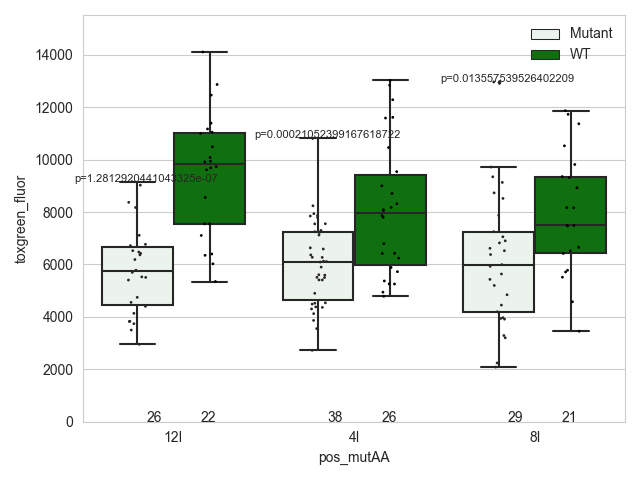 14000
12000
10000
8000
6000
4000
2000
0
toxgreen_fluor
Mutant
WT
p=0.013557539526402209
p=0.00021052399167618722
p=1.2812920441043325e-07
26 22 38 26 29 21
12I 4I 8I
pos_mutAA